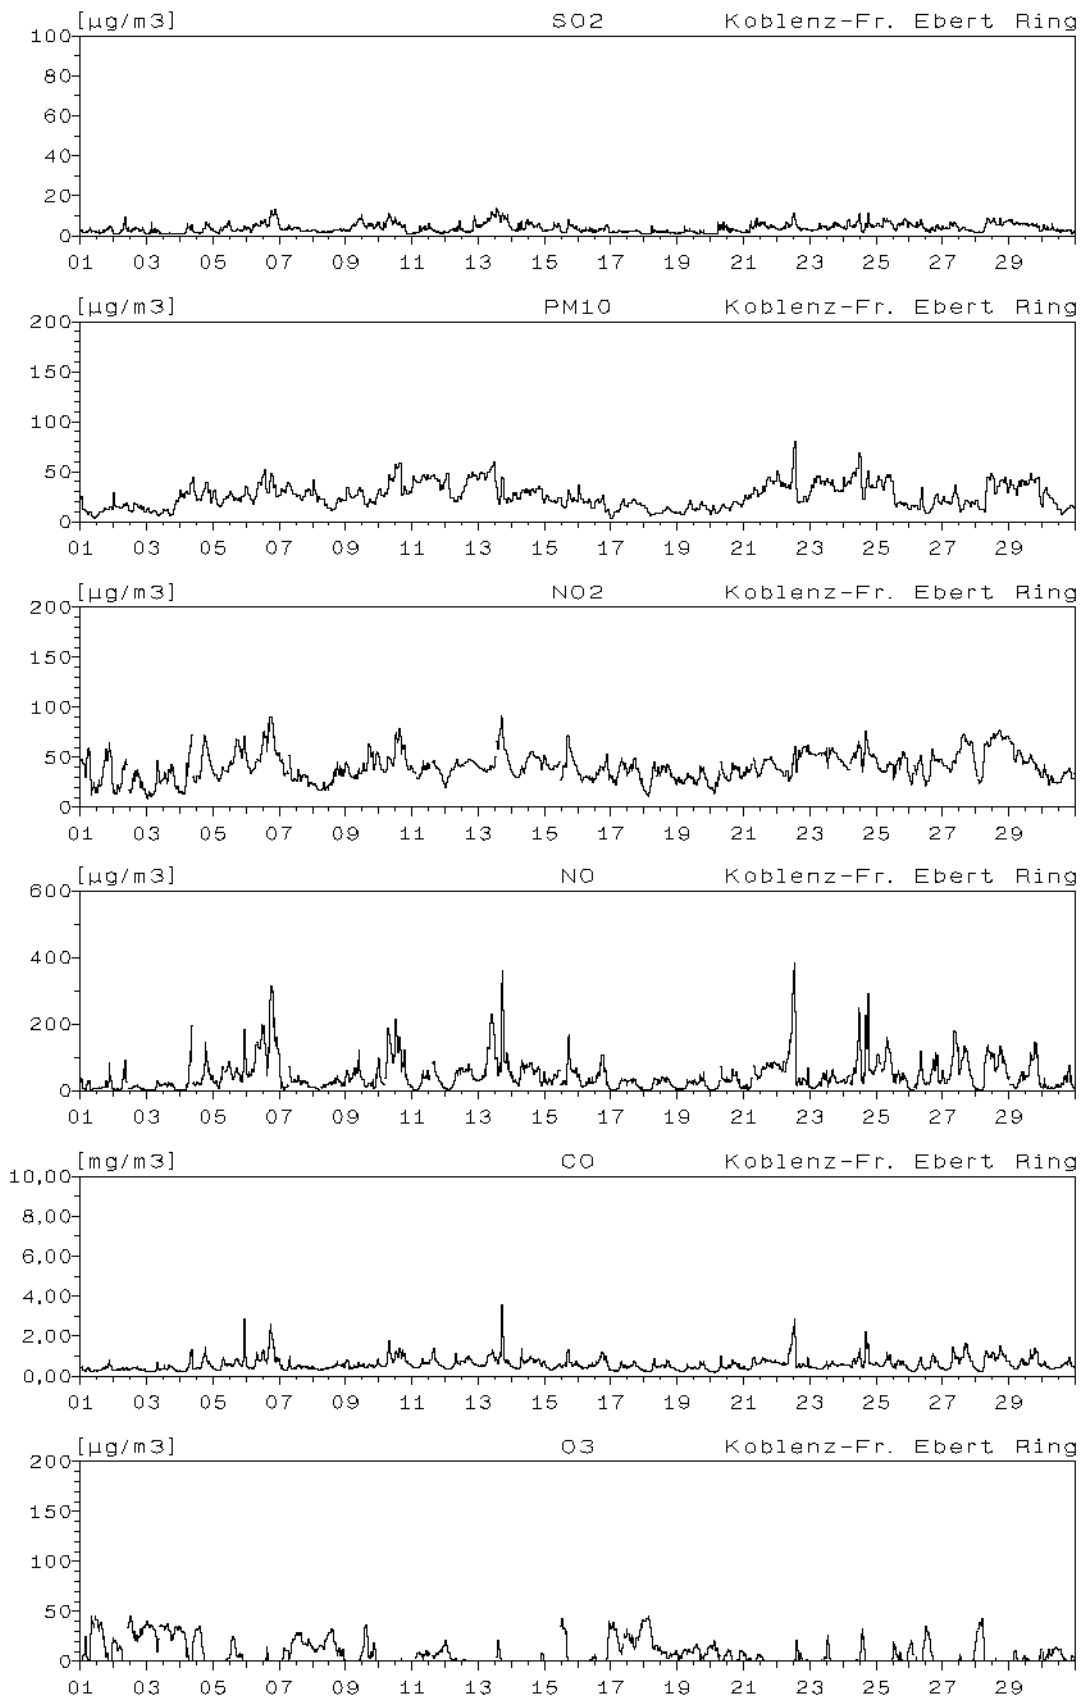 [µg/m3] SO2 Koblenz-Fr. Ebert Ring
100
80
60
40
20
0
01 03 05 07 09 11 13 15 17 19 21 23 25 27 29
[µg/m3] PM10 Koblenz-Fr. Ebert Ring
200
150
100
50
0
01 03 05 07 09 11 13 15 17 19 21 23 25 27 29
[µg/m3] NO2 Koblenz-Fr. Ebert Ring
200
150
100
50
0
01 03 05 07 09 11 13 15 17 19 21 23 25 27 29
[µg/m3] NO Koblenz-Fr. Ebert Ring
600
400
200
0
01 03 05 07 09 11 13 15 17 19 21 23 25 27 29
[mg/m3] CO Koblenz-Fr. Ebert Ring
10,00
8,00
6,00
4,00
2,00
0,00
01 03 05 07 09 11 13 15 17 19 21 23 25 27 29
[µg/m3] O3 Koblenz-Fr. Ebert Ring
200
150
100
50
0
01 03 05 07 09 11 13 15 17 19 21 23 25 27 29